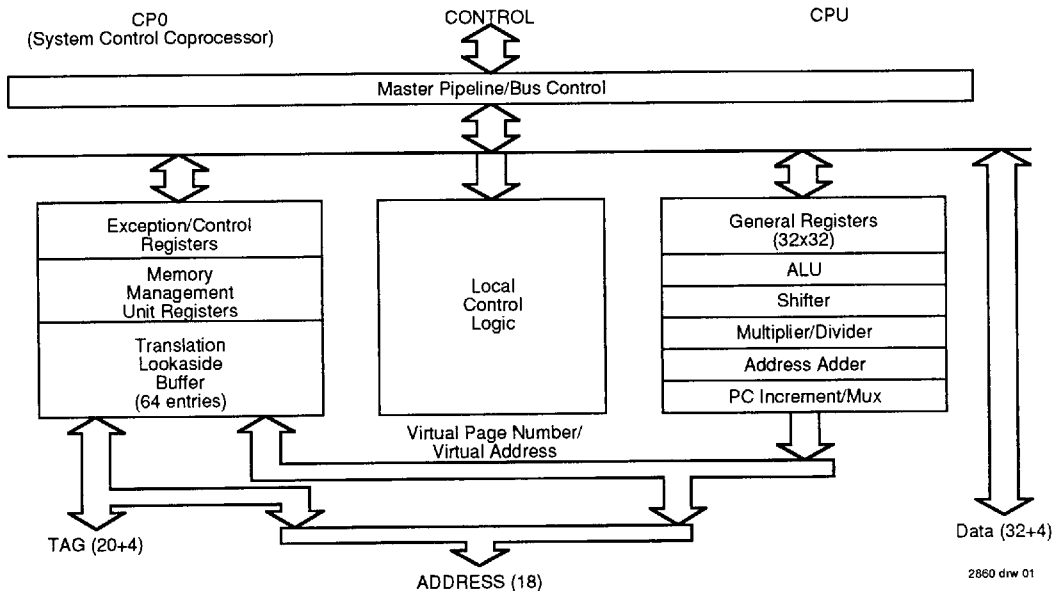 CP0
(System Control Coprocessor)
CONTROL
CPU
Master Pipeline/Bus Control
Exception/Control
Registers
Memory
Management
Unit Registers
Translation
Lookaside
Buffer
(64 entries)
Local
Control
Logic
General Registers
(32x32)
ALU
Shifter
Multiplier/Divider
Address Adder
PC Increment/Mux
Virtual Page Number/
Virtual Address
TAG (20+4)
ADDRESS (18)
Data (32+4)
2860 drw 01